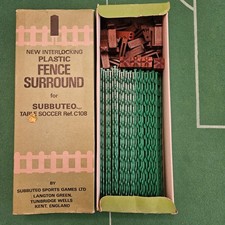 NEW INTERLOCKING
PLASTIC
FENCE
SURROUND
for
SUBBUTEO
TABLE SOCCER Ref. C108
BY
SUBBUTEO SPORTS GAMES LTD
LANGTON GREEN,
TUNBRIDGE WELLS
KENT, ENGLAND